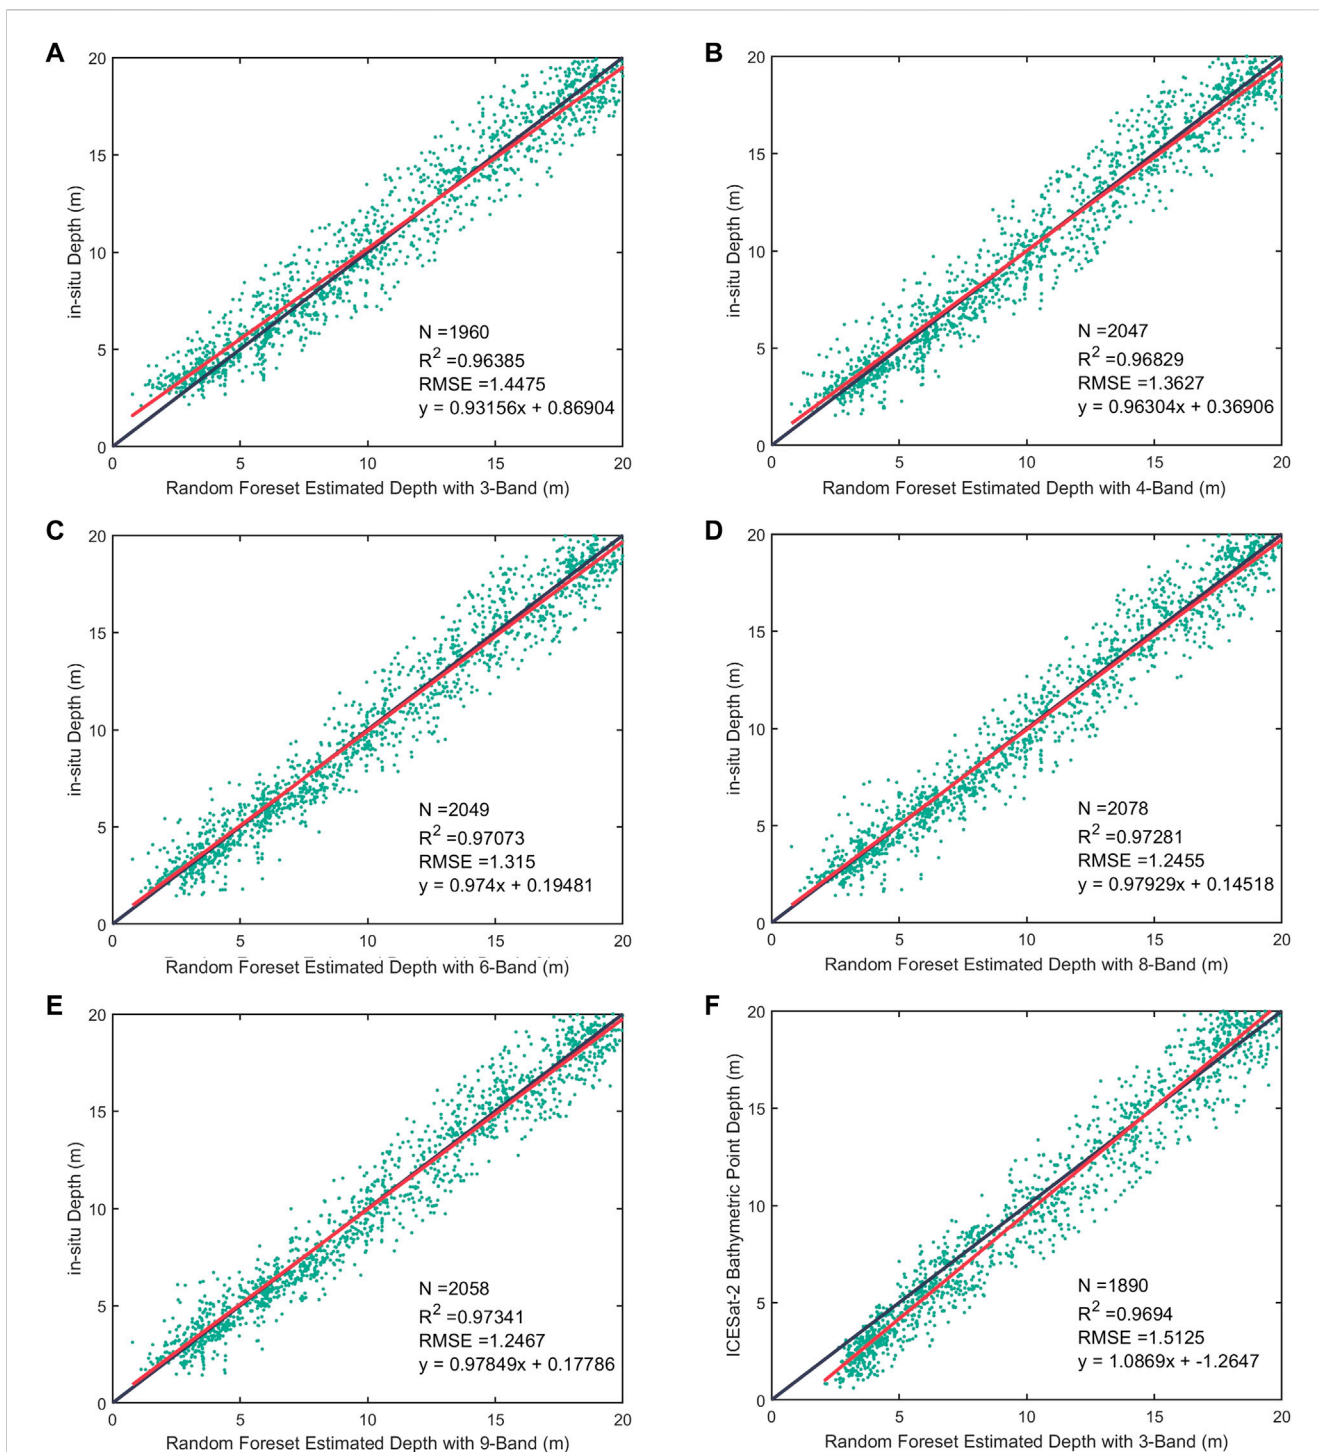 A
20
15
10
5
0
in-situ Depth (m)
N =1960
R² =0.96385
RMSE =1.4475
y = 0.93156x + 0.86904
0 5 10 15 20
Random Foreset Estimated Depth with 3-Band (m)
B
20
15
10
5
0
in-situ Depth (m)
N =2047
R² =0.96829
RMSE =1.3627
y = 0.96304x + 0.36906
0 5 10 15 20
Random Foreset Estimated Depth with 4-Band (m)
C
20
15
10
5
0
in-situ Depth (m)
N =2049
R² =0.97073
RMSE =1.315
y = 0.974x + 0.19481
0 5 10 15 20
Random Foreset Estimated Depth with 6-Band (m)
D
20
15
10
5
0
in-situ Depth (m)
N =2078
R² =0.97281
RMSE =1.2455
y = 0.97929x + 0.14518
0 5 10 15 20
Random Foreset Estimated Depth with 8-Band (m)
E
20
15
10
5
0
in-situ Depth (m)
N =2058
R² =0.97341
RMSE =1.2467
y = 0.97849x + 0.17786
0 5 10 15 20
Random Foreset Estimated Depth with 9-Band (m)
F
20
15
10
5
0
ICESat-2 Bathymetric Point Depth (m)
N =1890
R² =0.9694
RMSE =1.5125
y = 1.0869x + -1.2647
0 5 10 15 20
Random Foreset Estimated Depth with 3-Band (m)